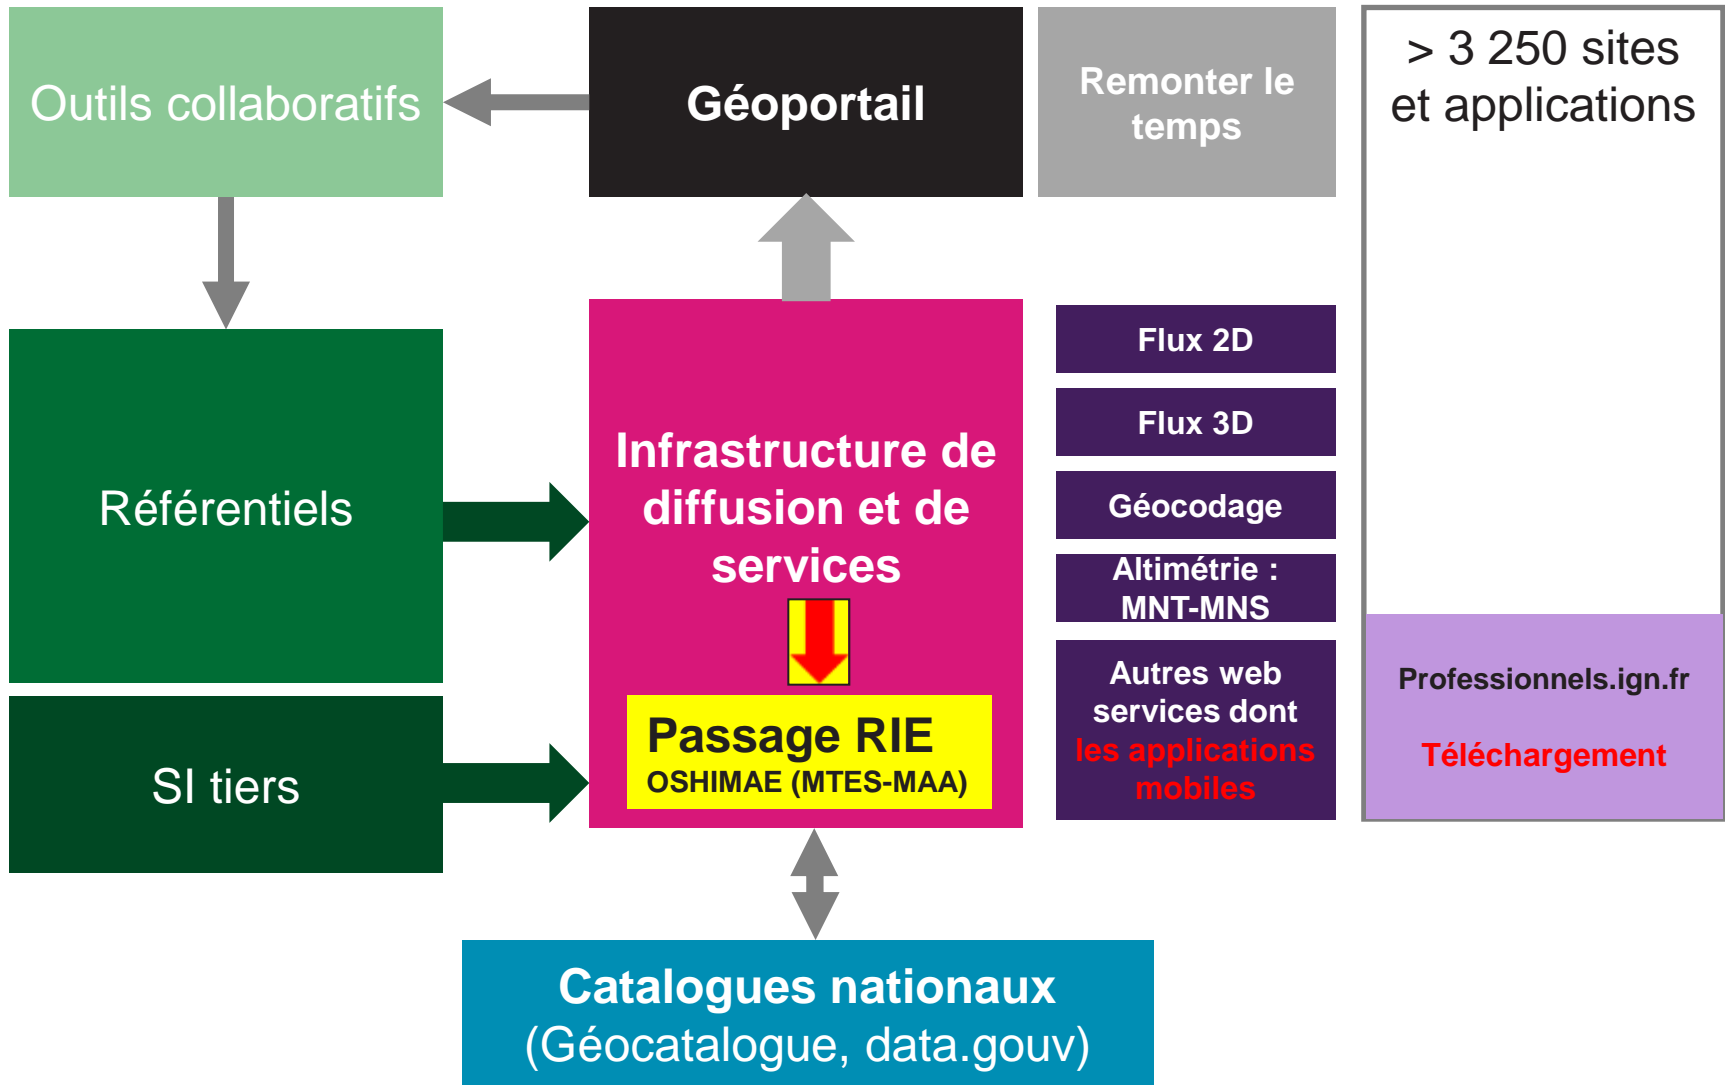 Outils collaboratifs
Géoportail
Remonter le
temps
> 3 250 sites
et applications
Référentiels
SI tiers
Infrastructure de
diffusion et de
services
Passage RIE
OSHIMAE (MTES-MAA)
Flux 2D
Flux 3D
Géocodage
Altimétrie :
MNT-MNS
Autres web
services dont
les applications
mobiles
Professionnels.ign.fr
Téléchargement
Catalogues nationaux
(Géocatalogue, data.gouv)